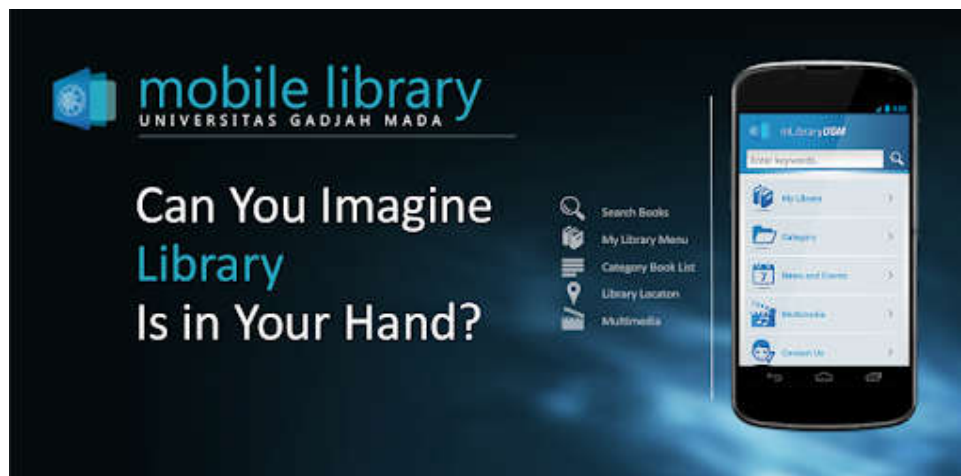 mobile library
UNIVERSITAS GADJAH MADA
Can You Imagine
Library
Is in Your Hand?
Search Books
My Library Menu
Category Book List
Library Locaton
Multimedia
mLibraryUGM
Enter keywords..
My Library
Category
News and Events
Multimedia
Contact Us